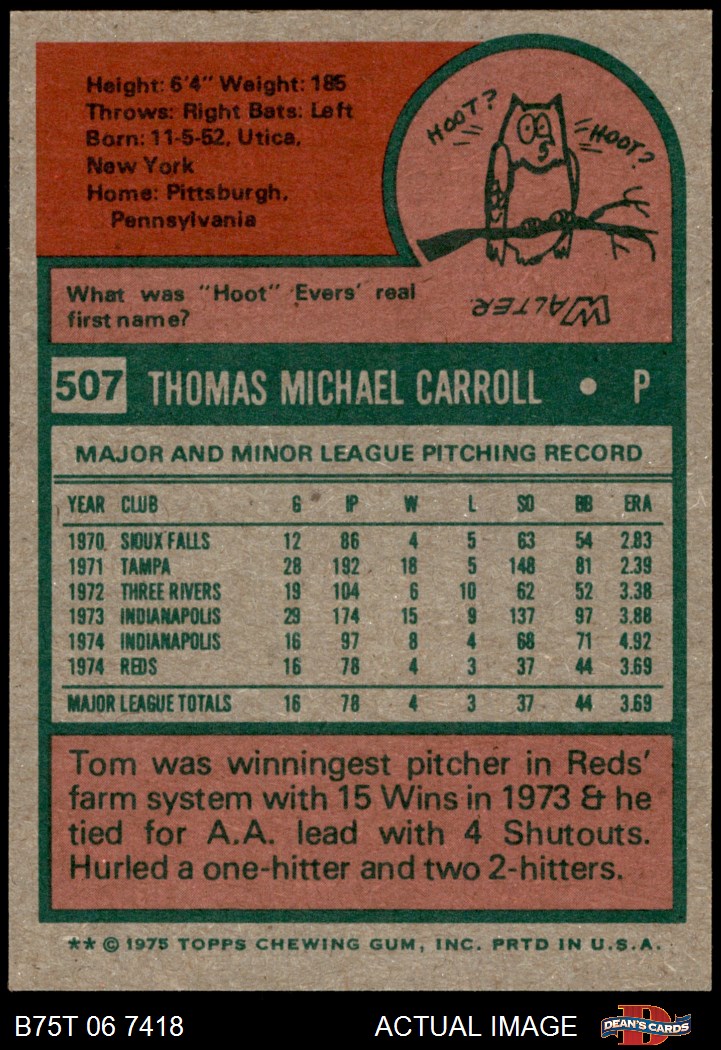 Height: 6'4" Weight: 185
Throws: Right Bats: Left
Born: 11-5-52, Utica,
New York
Home: Pittsburgh,
Pennsylvania
HOOT?
HOOT?
What was "Hoot" Evers' real
first name?
WALTER.
507 THOMAS MICHAEL CARROLL • P
MAJOR AND MINOR LEAGUE PITCHING RECORD
YEAR CLUB G IP W L SO BB ERA
1970 SIOUX FALLS 12 86 4 5 63 54 2.83
1971 TAMPA 28 192 18 5 148 81 2.39
1972 THREE RIVERS 19 104 6 10 62 52 3.38
1973 INDIANAPOLIS 29 174 15 9 137 97 3.88
1974 INDIANAPOLIS 16 97 8 4 68 71 4.92
1974 REDS 16 78 4 3 37 44 3.69
MAJOR LEAGUE TOTALS 16 78 4 3 37 44 3.69
Tom was winningest pitcher in Reds'
farm system with 15 Wins in 1973 & he
tied for A.A. lead with 4 Shutouts.
Hurled a one-hitter and two 2-hitters.
** © 1975 TOPPS CHEWING GUM, INC. PRTD IN U.S.A.
B75T 06 7418 ACTUAL IMAGE DEAN'S CARDS